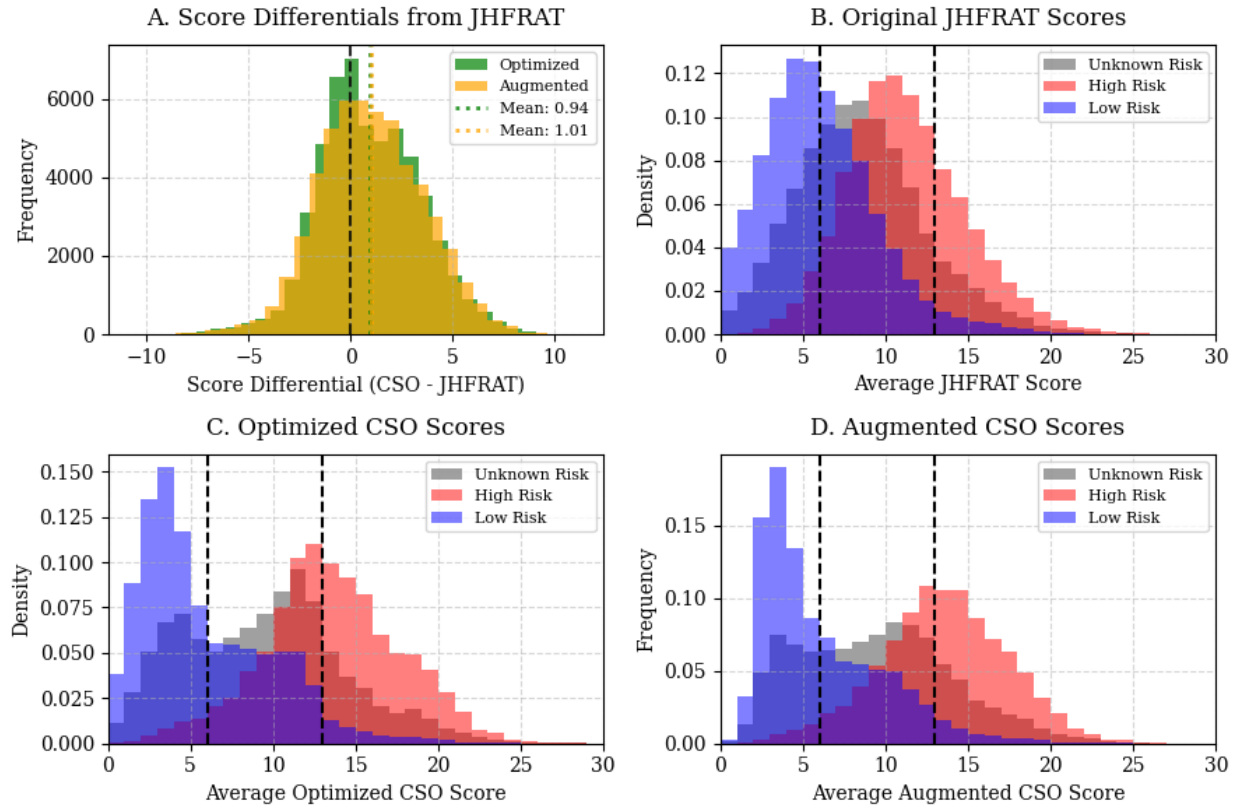 A. Score Differentials from JHFRAT
Frequency
6000
4000
2000
0
Optimized
Augmented
Mean: 0.94
Mean: 1.01
−10
−5
0
5
10
Score Differential (CSO - JHFRAT)
B. Original JHFRAT Scores
Density
0.12
0.10
0.08
0.06
0.04
0.02
0.00
Unknown Risk
High Risk
Low Risk
0
5
10
15
20
25
30
Average JHFRAT Score
C. Optimized CSO Scores
Density
0.150
0.125
0.100
0.075
0.050
0.025
0.000
Unknown Risk
High Risk
Low Risk
0
5
10
15
20
25
30
Average Optimized CSO Score
D. Augmented CSO Scores
Frequency
0.15
0.10
0.05
0.00
Unknown Risk
High Risk
Low Risk
0
5
10
15
20
25
30
Average Augmented CSO Score